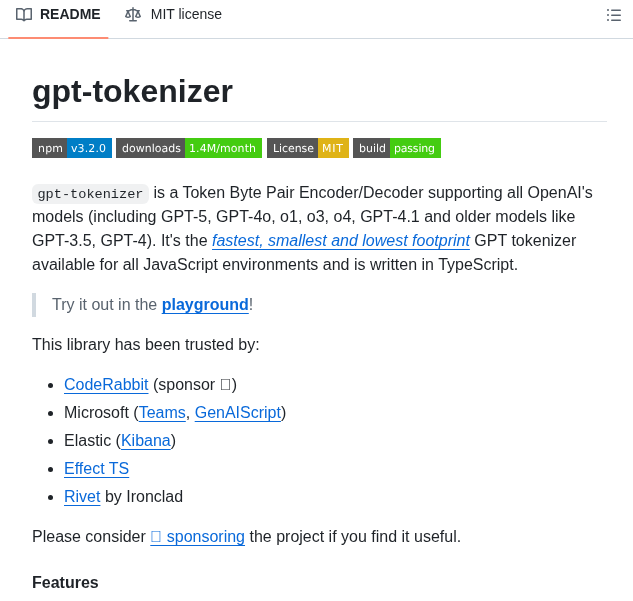 README MIT license
gpt-tokenizer
npm v3.2.0 downloads 1.4M/month License MIT build passing
gpt-tokenizer is a Token Byte Pair Encoder/Decoder supporting all OpenAI's
models (including GPT-5, GPT-4o, o1, o3, o4, GPT-4.1 and older models like
GPT-3.5, GPT-4). It's the fastest, smallest and lowest footprint GPT tokenizer
available for all JavaScript environments and is written in TypeScript.
Try it out in the playground!
This library has been trusted by:
CodeRabbit (sponsor )
Microsoft (Teams, GenAIScript)
Elastic (Kibana)
Effect TS
Rivet by Ironclad
Please consider sponsoring the project if you find it useful.
Features